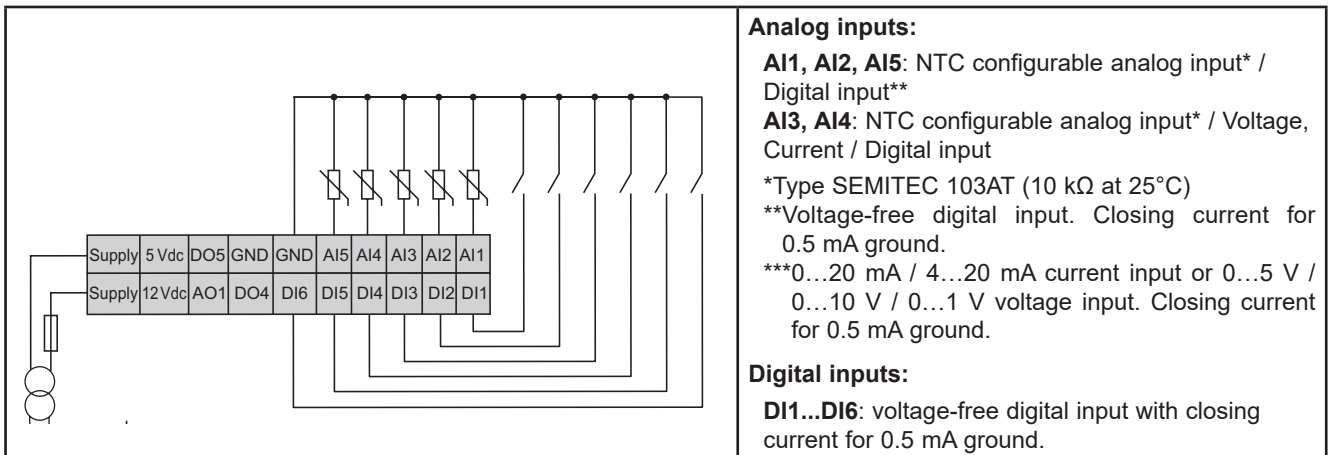 Supply 5 Vdc DO5 GND GND AI5 AI4 AI3 AI2 AI1
Supply 12 Vdc AO1 DO4 DI6 DI5 DI4 DI3 DI2 DI1
Analog inputs:
AI1, AI2, AI5: NTC configurable analog input* /
Digital input**
AI3, AI4: NTC configurable analog input* / Voltage,
Current / Digital input
*Type SEMITEC 103AT (10 kΩ at 25°C)
**Voltage-free digital input. Closing current for
0.5 mA ground.
***0…20 mA / 4…20 mA current input or 0…5 V /
0…10 V / 0…1 V voltage input. Closing current
for 0.5 mA ground.
Digital inputs:
DI1...DI6: voltage-free digital input with closing
current for 0.5 mA ground.